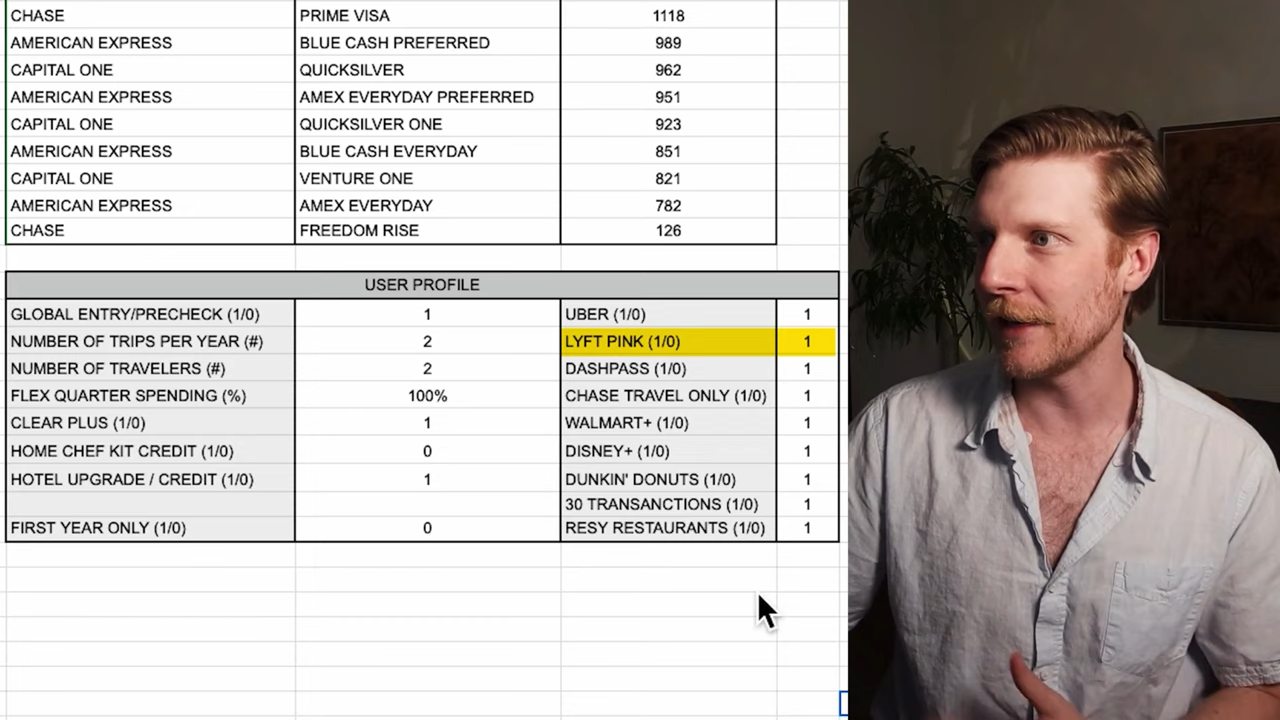 CHASE PRIME VISA 1118
AMERICAN EXPRESS BLUE CASH PREFERRED 989
CAPITAL ONE QUICKSILVER 962
AMERICAN EXPRESS AMEX EVERYDAY PREFERRED 951
CAPITAL ONE QUICKSILVER ONE 923
AMERICAN EXPRESS BLUE CASH EVERYDAY 851
CAPITAL ONE VENTURE ONE 821
AMERICAN EXPRESS AMEX EVERYDAY 782
CHASE FREEDOM RISE 126
USER PROFILE
GLOBAL ENTRY/PRECHECK (1/0) 1 UBER (1/0) 1
NUMBER OF TRIPS PER YEAR (#) 2 LYFT PINK (1/0) 1
NUMBER OF TRAVELERS (#) 2 DASHPASS (1/0) 1
FLEX QUARTER SPENDING (%) 100% CHASE TRAVEL ONLY (1/0) 1
CLEAR PLUS (1/0) 1 WALMART+ (1/0) 1
HOME CHEF KIT CREDIT (1/0) 0 DISNEY+ (1/0) 1
HOTEL UPGRADE / CREDIT (1/0) 1 DUNKIN' DONUTS (1/0) 1
30 TRANSANCTIONS (1/0) 1
FIRST YEAR ONLY (1/0) 0 RESY RESTAURANTS (1/0) 1